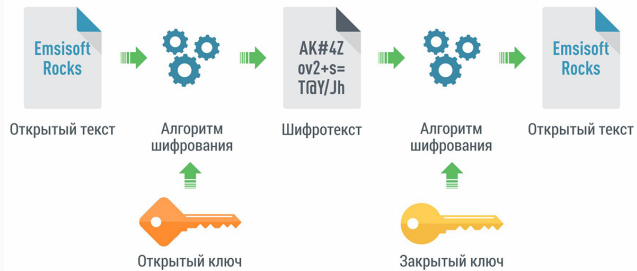 Emsisoft
Rocks
AK#4Z
ov2+s=
T@Y/Jh
Emsisoft
Rocks
Открытый текст
Алгоритм
шифрования
Шифротекст
Алгоритм
шифрования
Открытый текст
Открытый ключ
Закрытый ключ